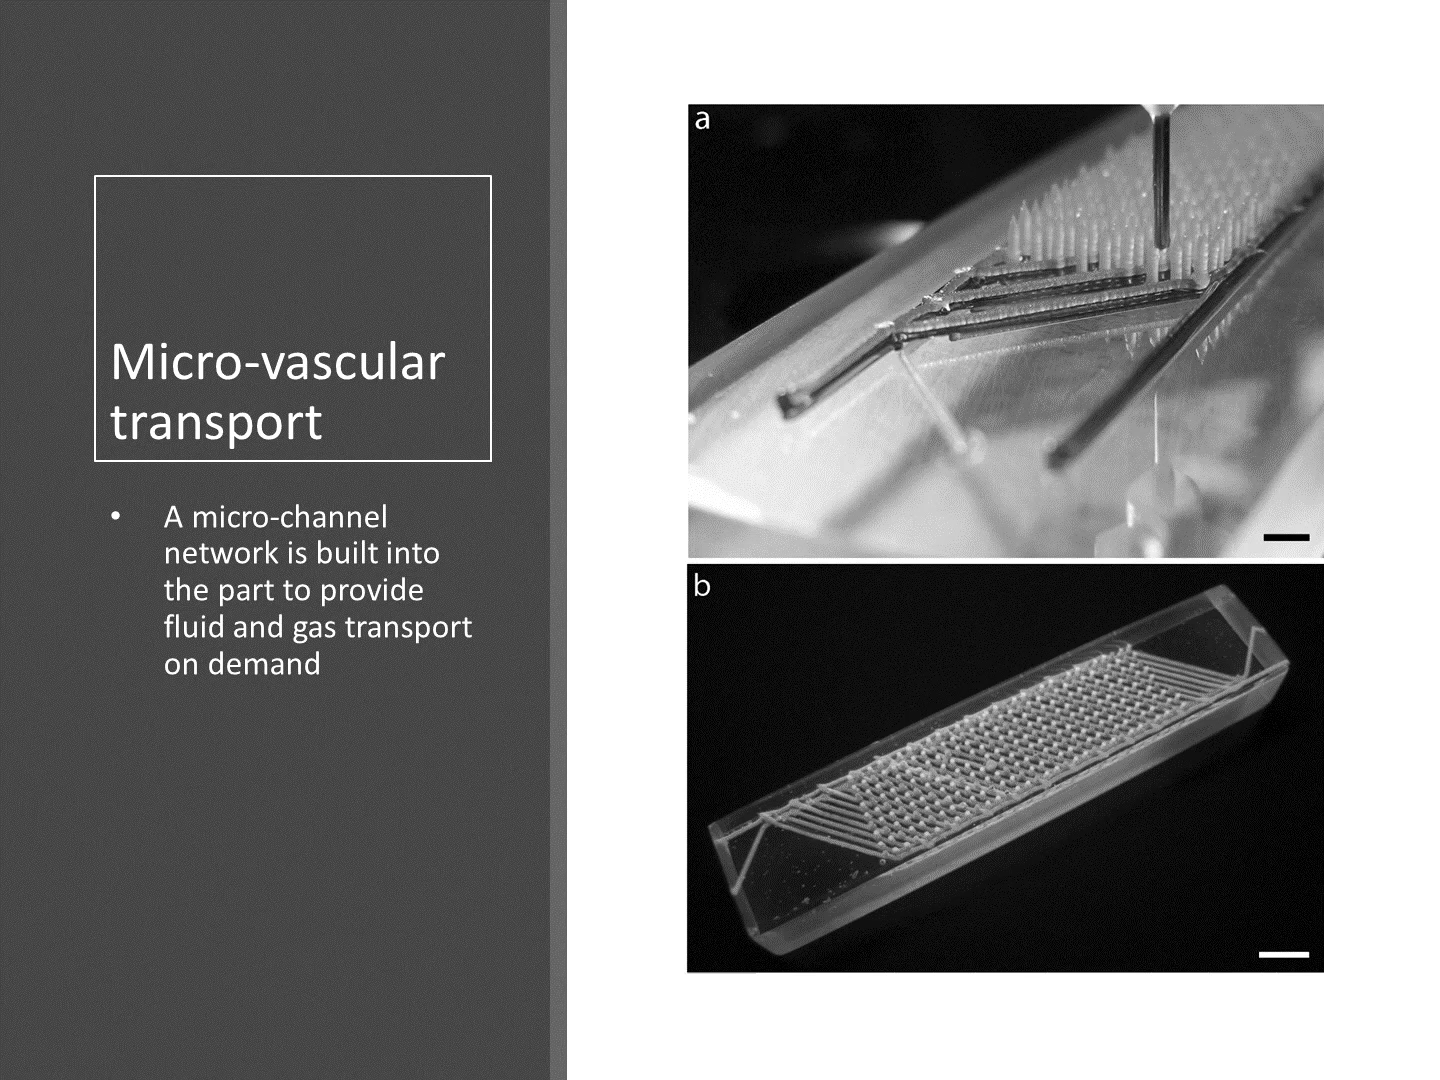 Micro-vascular
transport
• A micro-channel
network is built into
the part to provide
fluid and gas transport
on demand
a
b